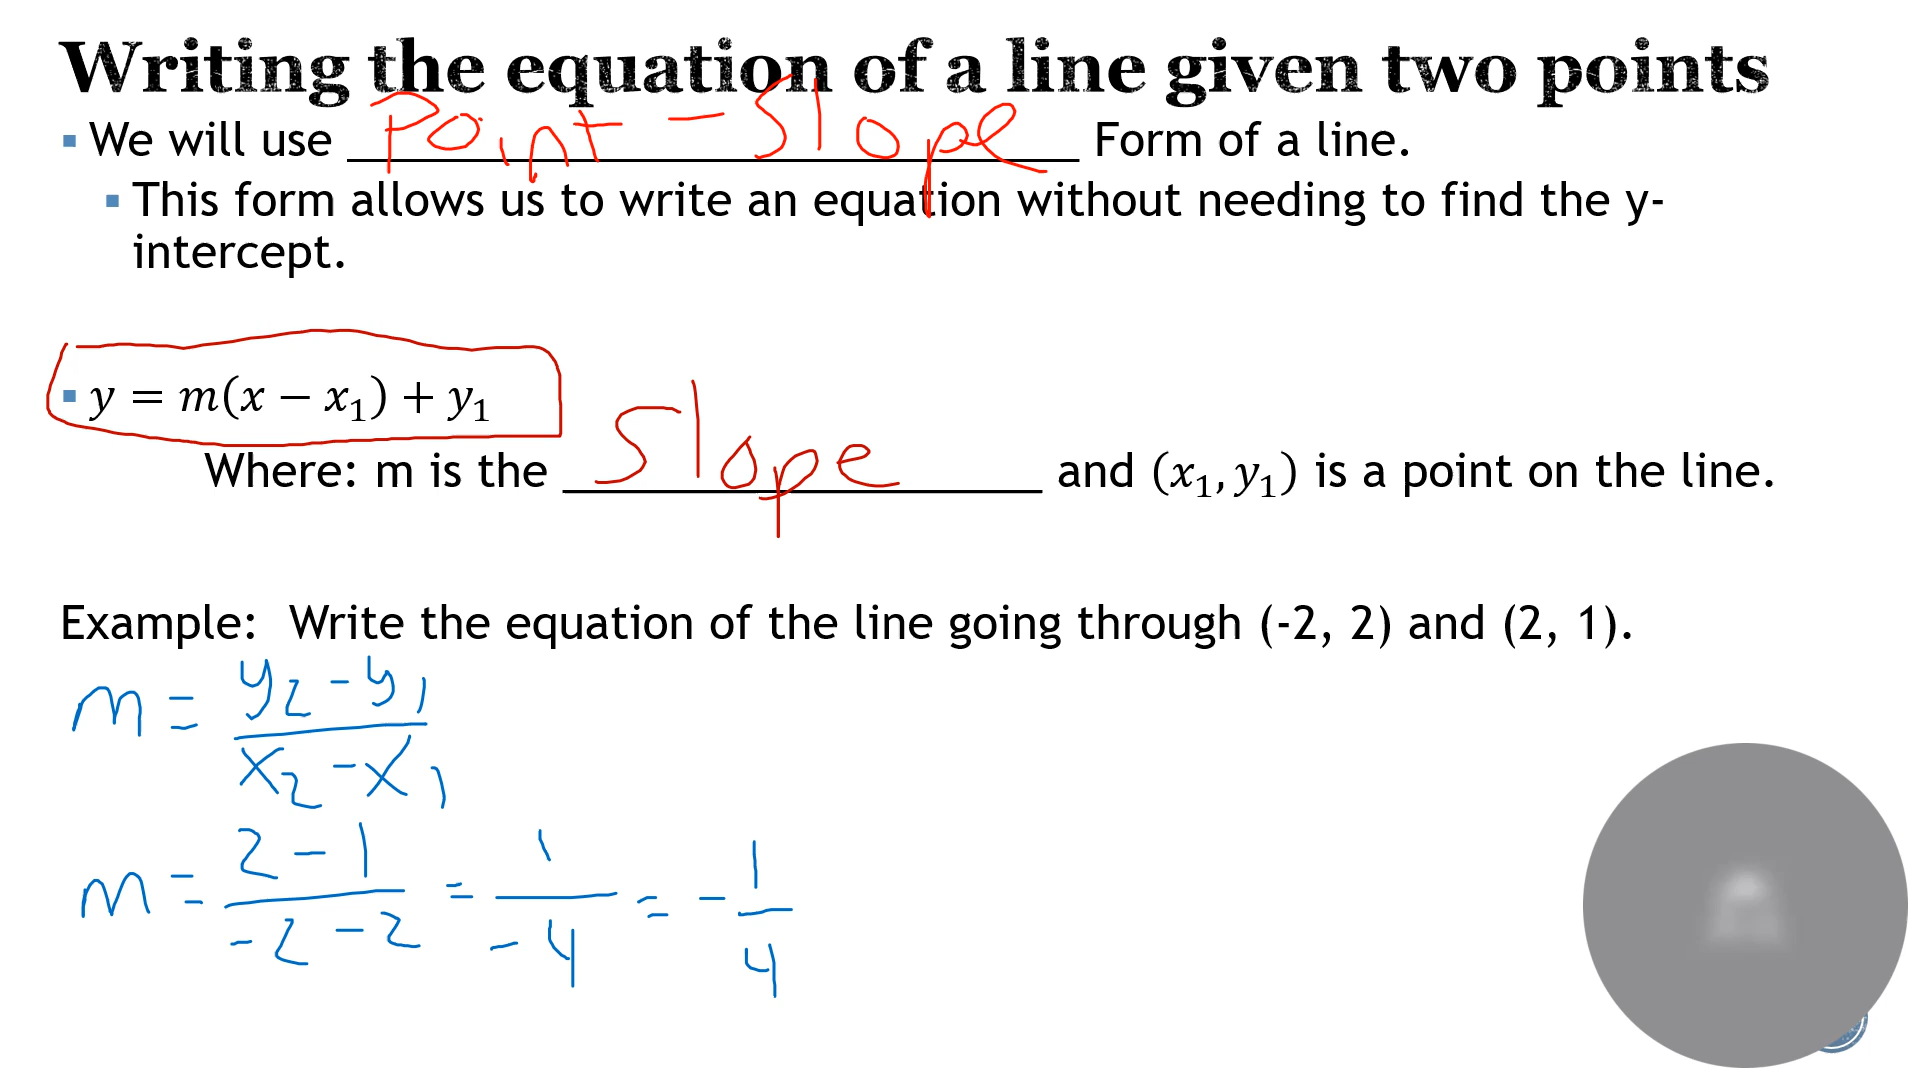 Writing the equation of a line given two points
▪ We will use Point - Slope Form of a line.
▪ This form allows us to write an equation without needing to find the y-
intercept.
▪ y = m(x − x₁) + y₁
Where: m is the Slope and (x₁, y₁) is a point on the line.
Example: Write the equation of the line going through (-2, 2) and (2, 1).
m = (y₂ - y₁)/(x₂ - x₁)
m = (2 - 1)/(-2 - 2) = 1/-4 = -1/4